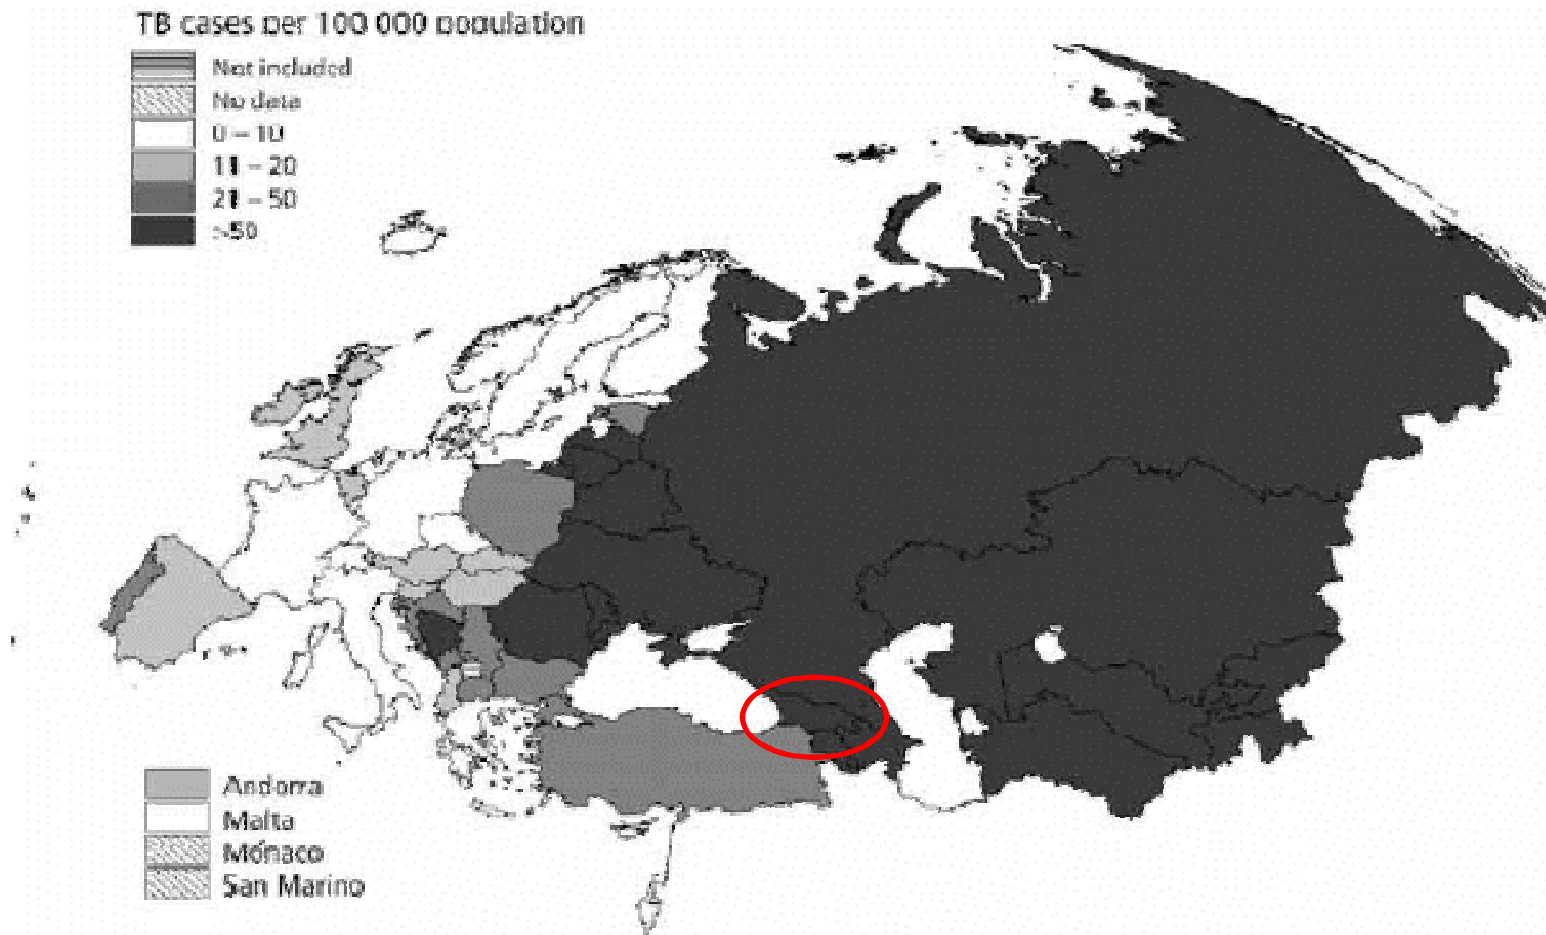 TB cases per 100 000 population
Not included
No data
0 – 10
11 – 20
21 – 50
>50
Andorra
Malta
Mónaco
San Marino